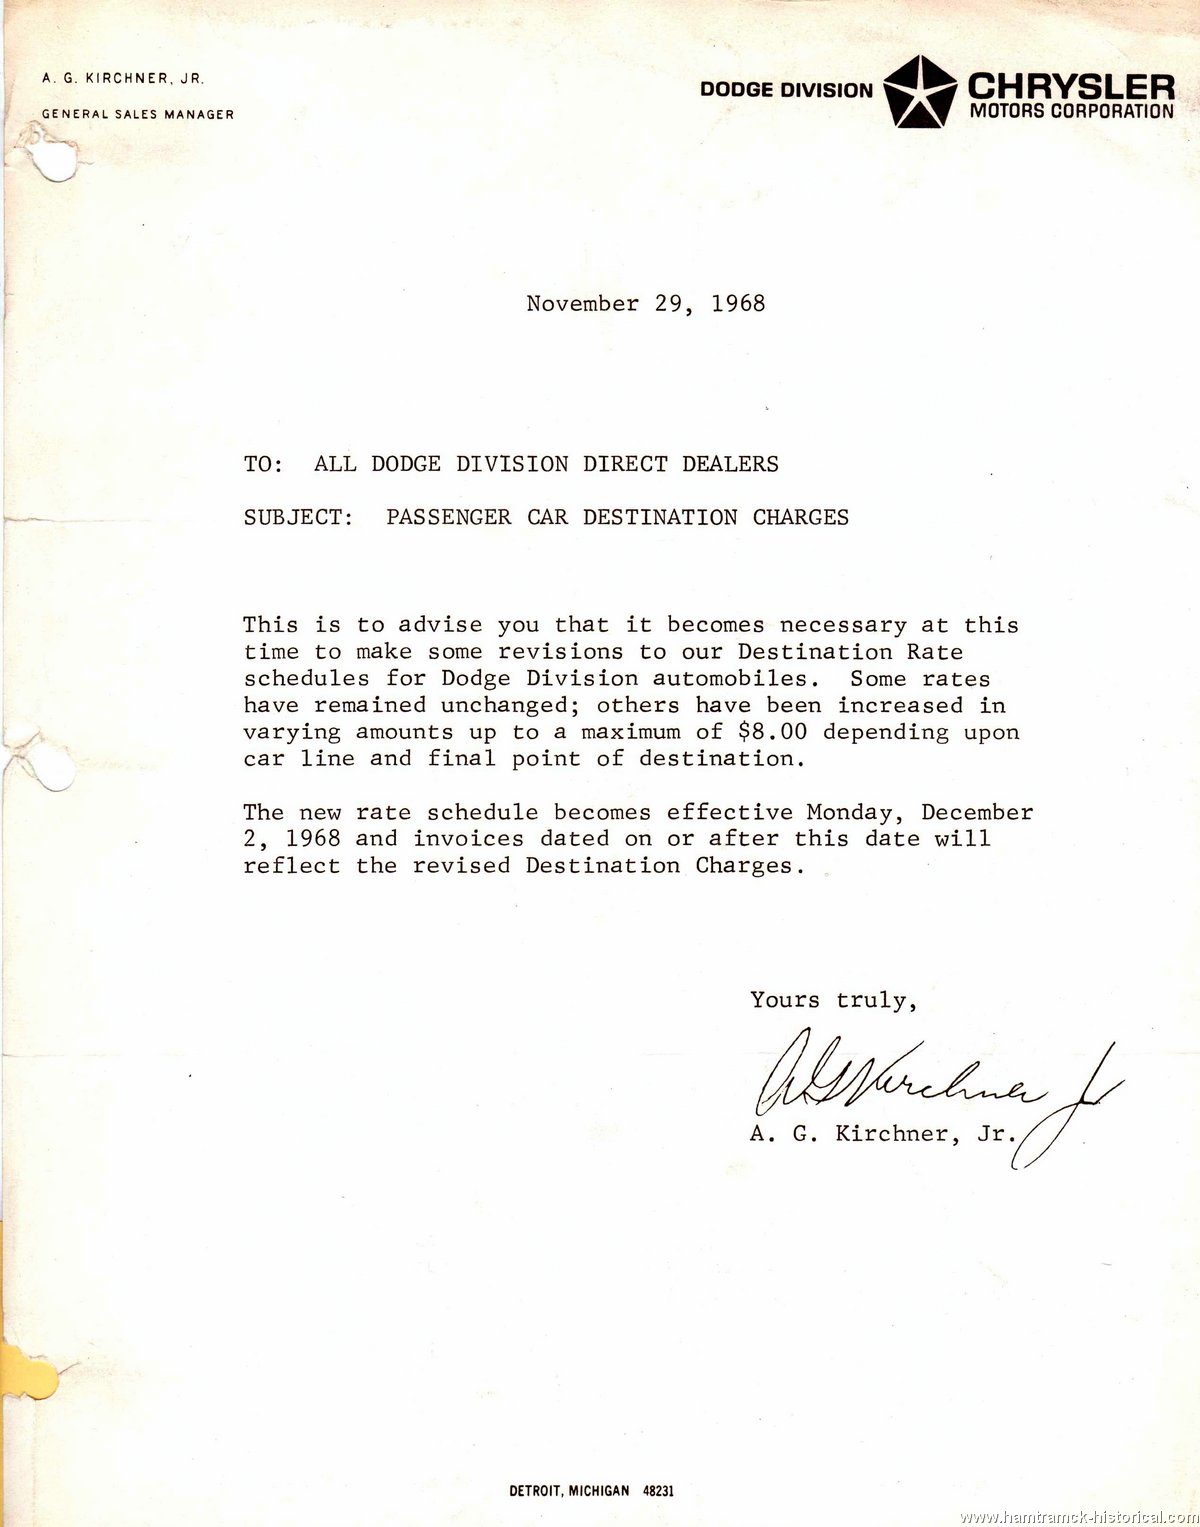 A. G. KIRCHNER, JR.
GENERAL SALES MANAGER
DODGE DIVISION CHRYSLER
MOTORS CORPORATION
November 29, 1968
TO: ALL DODGE DIVISION DIRECT DEALERS
SUBJECT: PASSENGER CAR DESTINATION CHARGES
This is to advise you that it becomes necessary at this
time to make some revisions to our Destination Rate
schedules for Dodge Division automobiles. Some rates
have remained unchanged; others have been increased in
varying amounts up to a maximum of $8.00 depending upon
car line and final point of destination.
The new rate schedule becomes effective Monday, December
2, 1968 and invoices dated on or after this date will
reflect the revised Destination Charges.
Yours truly,
A G Kirchner Jr
A. G. Kirchner, Jr.
DETROIT, MICHIGAN 48231
www.hamtramck-historical.com